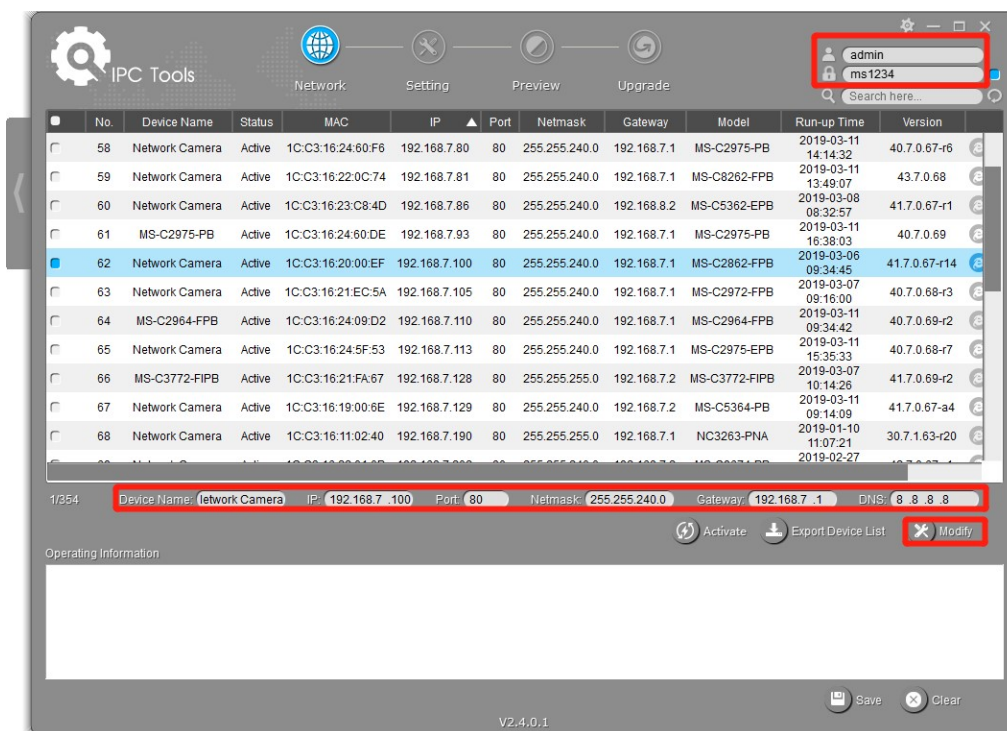 IPC Tools
Network Setting Preview Upgrade
admin
ms1234
Search here...
No. Device Name Status MAC IP Port Netmask Gateway Model Run-up Time Version
58 Network Camera Active 1C:C3:16:24:60:F6 192.168.7.80 80 255.255.240.0 192.168.7.1 MS-C2975-PB 2019-03-11 14:14:32 40.7.0.67-r6
59 Network Camera Active 1C:C3:16:22:0C:74 192.168.7.81 80 255.255.240.0 192.168.7.1 MS-C8262-FPB 2019-03-11 13:49:07 43.7.0.68
60 Network Camera Active 1C:C3:16:23:C8:4D 192.168.7.86 80 255.255.240.0 192.168.8.2 MS-C5362-EPB 2019-03-08 08:32:57 41.7.0.67-r1
61 MS-C2975-PB Active 1C:C3:16:24:60:DE 192.168.7.93 80 255.255.240.0 192.168.7.1 MS-C2975-PB 2019-03-11 16:38:03 40.7.0.69
62 Network Camera Active 1C:C3:16:20:00:EF 192.168.7.100 80 255.255.240.0 192.168.7.1 MS-C2862-FPB 2019-03-06 09:34:45 41.7.0.67-r14
63 Network Camera Active 1C:C3:16:21:EC:5A 192.168.7.105 80 255.255.240.0 192.168.7.1 MS-C2972-FPB 2019-03-07 09:16:00 40.7.0.68-r3
64 MS-C2964-FPB Active 1C:C3:16:24:09:D2 192.168.7.110 80 255.255.240.0 192.168.7.1 MS-C2964-FPB 2019-03-11 09:34:42 40.7.0.69-r2
65 Network Camera Active 1C:C3:16:24:5F:53 192.168.7.113 80 255.255.240.0 192.168.7.1 MS-C2975-EPB 2019-03-11 15:35:33 40.7.0.68-r7
66 MS-C3772-FIPB Active 1C:C3:16:21:FA:67 192.168.7.128 80 255.255.255.0 192.168.7.2 MS-C3772-FIPB 2019-03-07 10:14:26 41.7.0.69-r2
67 Network Camera Active 1C:C3:16:19:00:6E 192.168.7.129 80 255.255.240.0 192.168.7.2 MS-C5364-PB 2019-03-11 09:14:09 41.7.0.67-a4
68 Network Camera Active 1C:C3:16:11:02:40 192.168.7.190 80 255.255.255.0 192.168.7.1 NC3263-PNA 2019-01-10 11:07:21 30.7.1.63-r20
2019-02-27
1/354 Device Name: letwork Camera IP: 192.168.7 .100 Port: 80 Netmask: 255.255.240.0 Gateway: 192.168.7 .1 DNS: 8 .8 .8 .8
Activate Export Device List Modify
Operating Information
Save Clear
V2.4.0.1